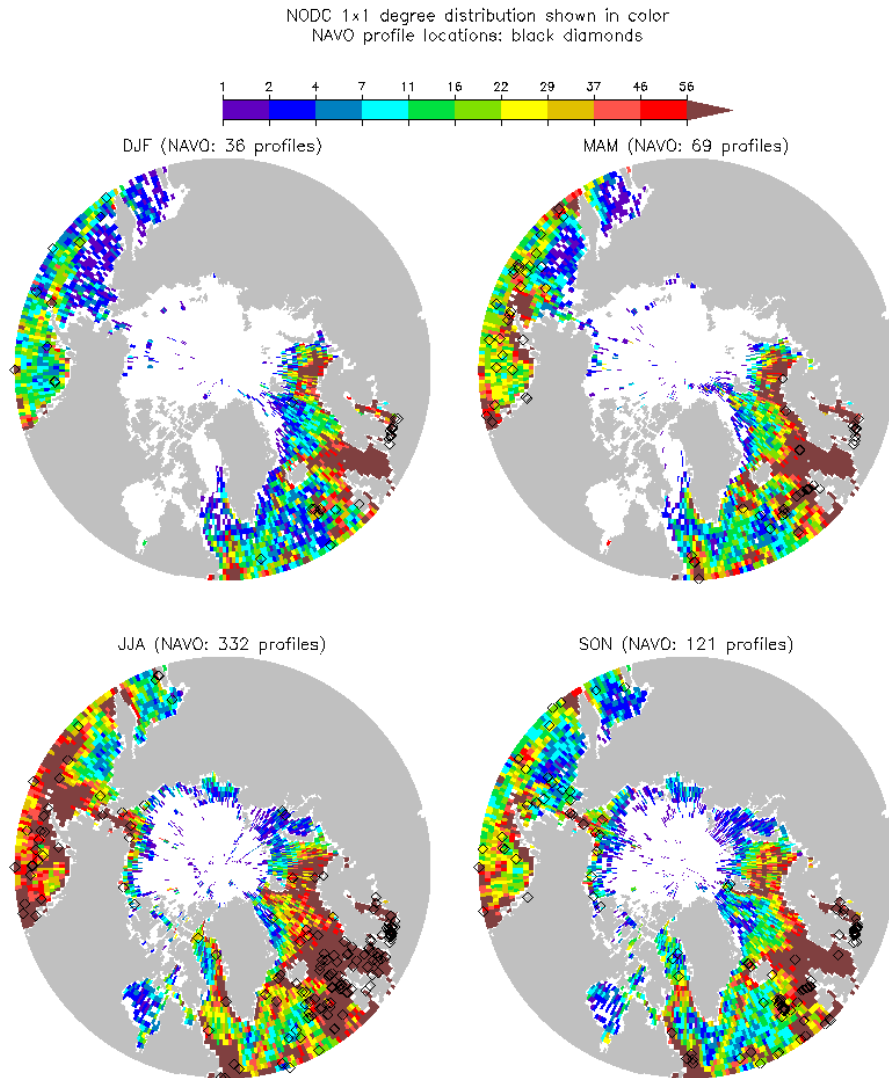 NODC 1x1 degree distribution shown in color
NAVO profile locations: black diamonds
1 2 4 7 11 16 22 29 37 46 56
DJF (NAVO: 36 profiles)
MAM (NAVO: 69 profiles)
JJA (NAVO: 332 profiles)
SON (NAVO: 121 profiles)